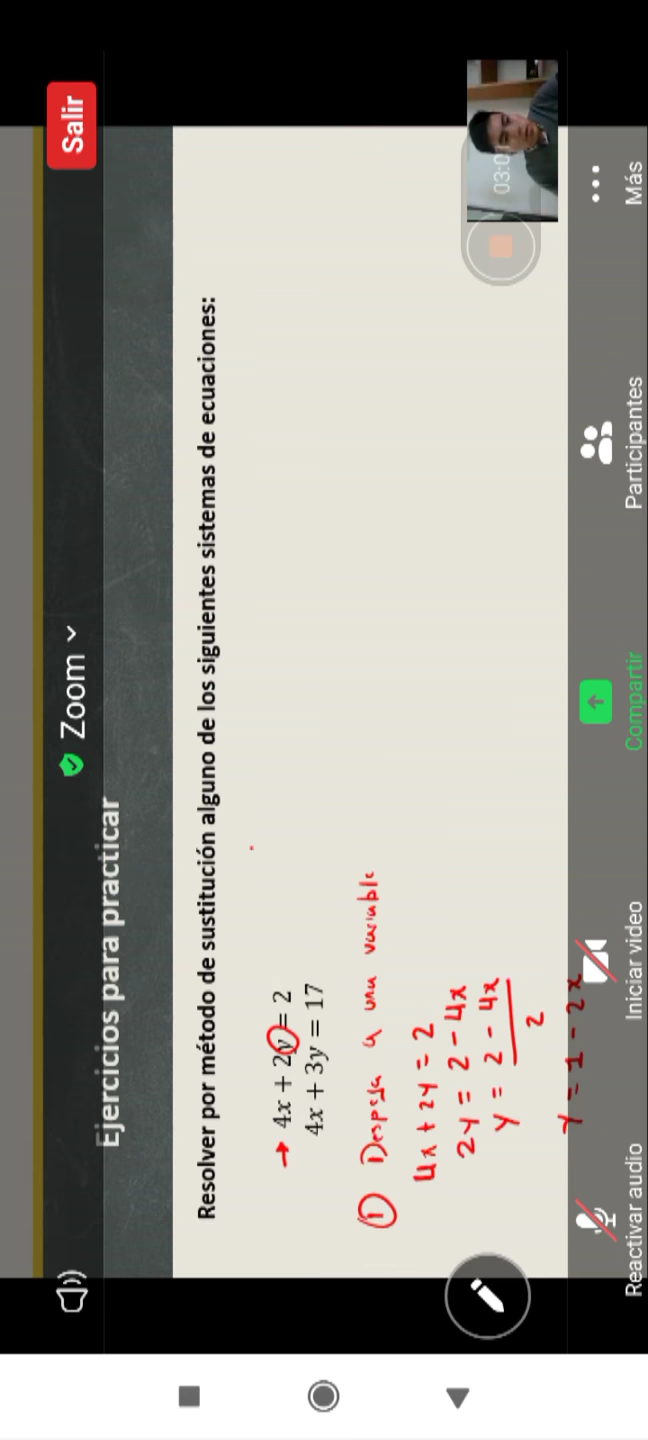 Salir
Zoom
Ejercicios para practicar
Resolver por método de sustitución alguno de los siguientes sistemas de ecuaciones:
→ 4x + 2y = 2
4x + 3y = 17
① Despeja a una variable
4x + 2y = 2
2y = 2 - 4x
y = 2 - 4x
2
y = 1 - 2x
Reactivar audio
Iniciar video
Compartir
Participantes
Más